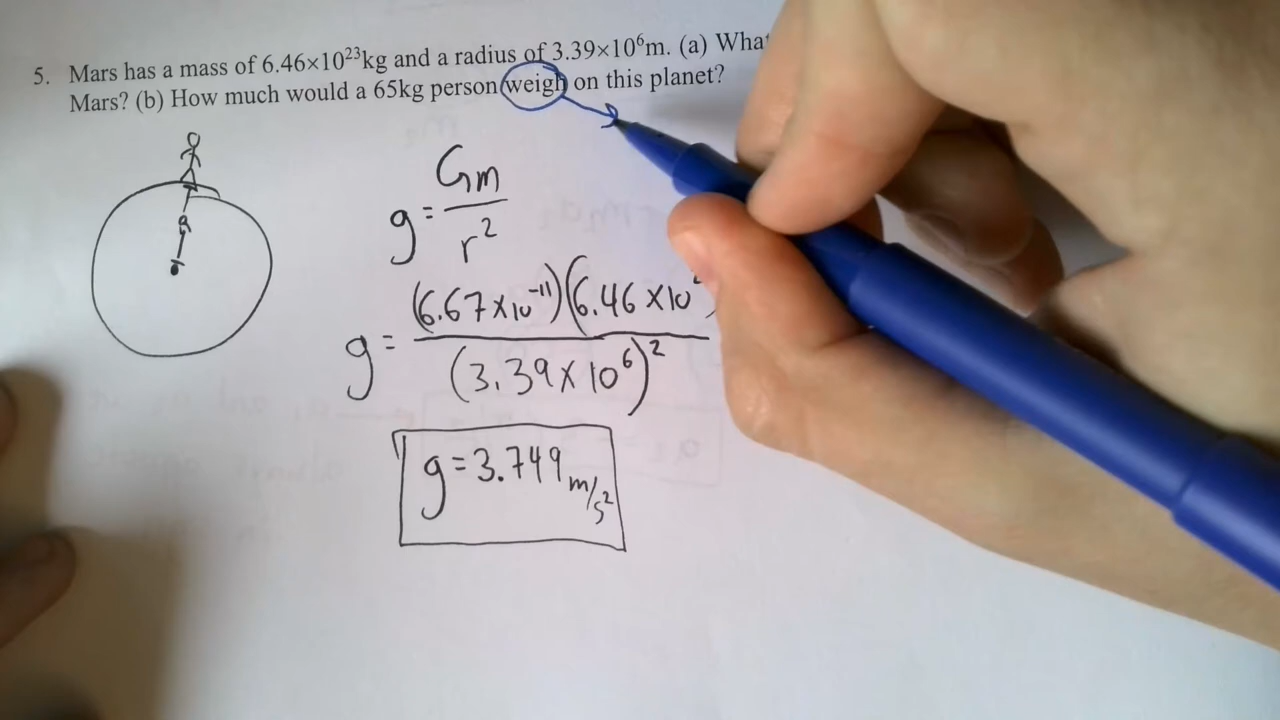 5. Mars has a mass of 6.46×10²³kg and a radius of 3.39×10⁶m. (a)
Mars? (b) How much would a 65kg person weigh on this planet?
g = Gm / r²
g = (6.67×10⁻¹¹)(6.46×10 / (3.39×10⁶)²
g = 3.749 m/s²